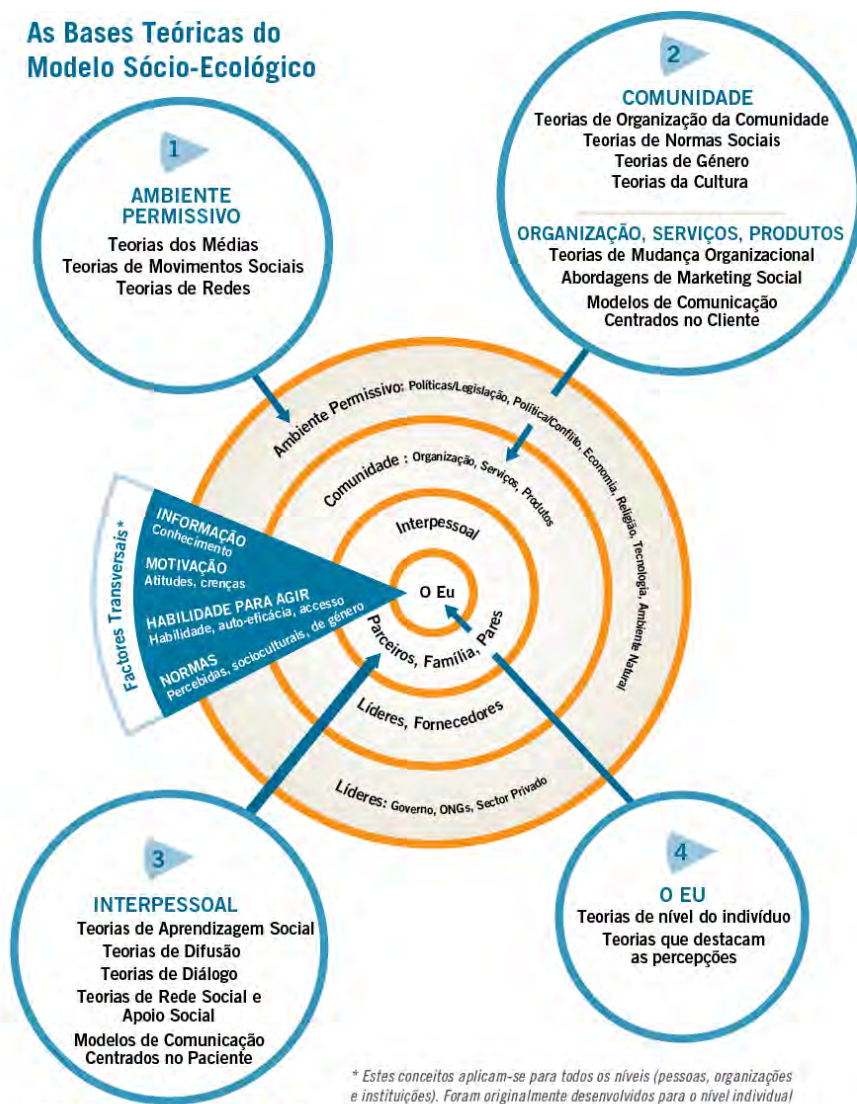 As Bases Teóricas do
Modelo Sócio-Ecológico
1
AMBIENTE
PERMISSIVO
Teorias dos Médias
Teorias de Movimentos Sociais
Teorias de Redes
2
COMUNIDADE
Teorias de Organização da Comunidade
Teorias de Normas Sociais
Teorias de Género
Teorias da Cultura
ORGANIZAÇÃO, SERVIÇOS, PRODUTOS
Teorias de Mudança Organizacional
Abordagens de Marketing Social
Modelos de Comunicação
Centrados no Cliente
Ambiente Permissivo: Políticas/Legislação, Política/Conflito, Economia, Religião, Tecnologia, Ambiente Natural
Comunidade : Organização, Serviços, Produtos
Interpessoal
O Eu
Parceiros, Família, Pares
Líderes, Fornecedores
Líderes: Governo, ONGs, Sector Privado
Factores Transversais*
INFORMAÇÃO
Conhecimento
MOTIVAÇÃO
Atitudes, crenças
HABILIDADE PARA AGIR
Habilidade, auto-eficácia, accesso
NORMAS
Percebidas, socioculturais, de género
3
INTERPESSOAL
Teorias de Aprendizagem Social
Teorias de Difusão
Teorias de Diálogo
Teorias de Rede Social e
Apoio Social
Modelos de Comunicação
Centrados no Paciente
4
O EU
Teorias de nível do indivíduo
Teorias que destacam
as percepções
* Estes conceitos aplicam-se para todos os níveis (pessoas, organizações
e instituições). Foram originalmente desenvolvidos para o nível individual